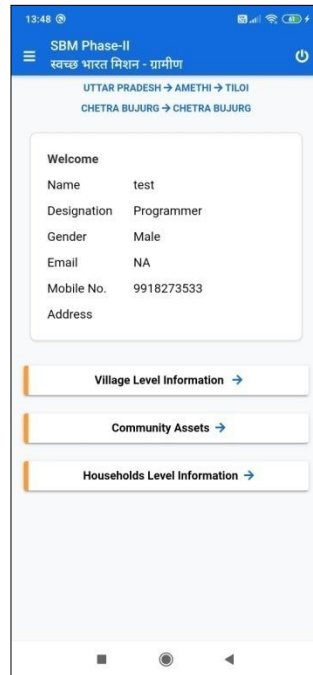 13:48
SBM Phase-II
स्वच्छ भारत मिशन - ग्रामीण
UTTAR PRADESH → AMETHI → TILOI
CHETRA BUJURG → CHETRA BUJURG
Welcome
Name test
Designation Programmer
Gender Male
Email NA
Mobile No. 9918273533
Address
Village Level Information →
Community Assets →
Households Level Information →